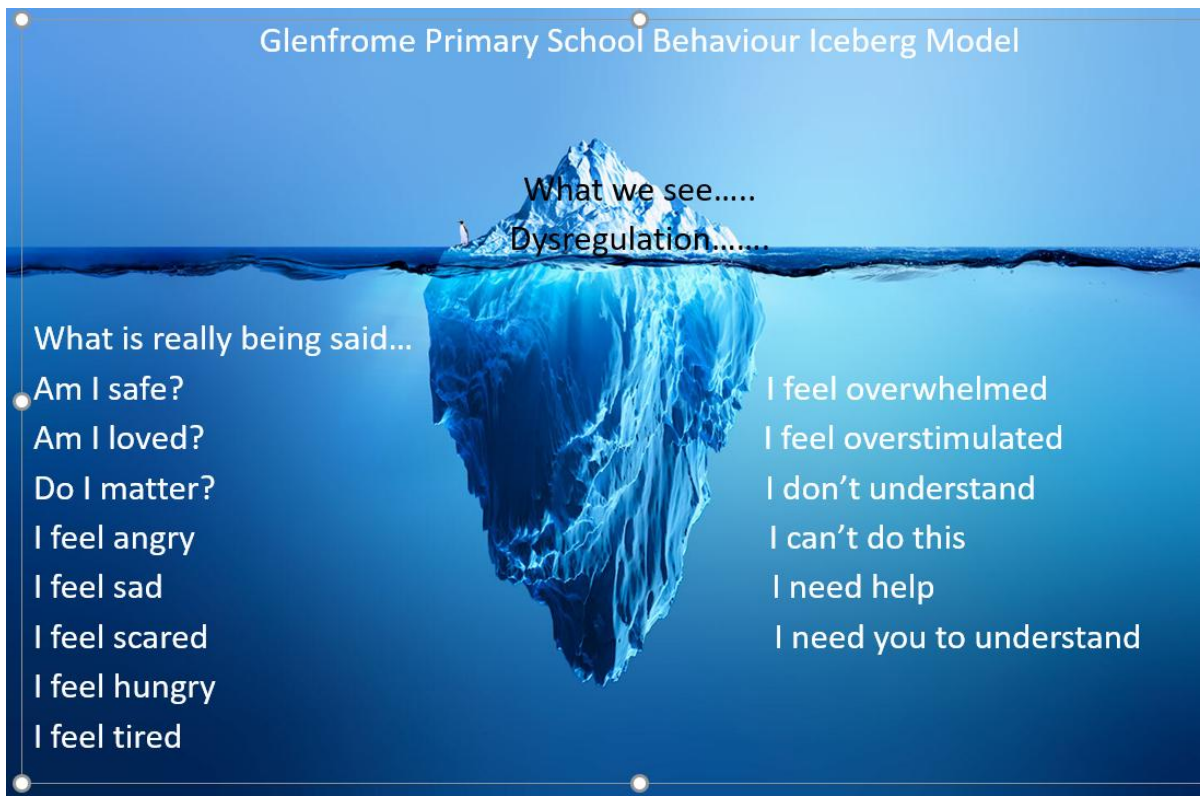 Glenfrome Primary School Behaviour Iceberg Model
What we see…..
Dysregulation…….
What is really being said…
Am I safe?
Am I loved?
Do I matter?
I feel angry
I feel sad
I feel scared
I feel hungry
I feel tired
I feel overwhelmed
I feel overstimulated
I don’t understand
I can’t do this
I need help
I need you to understand